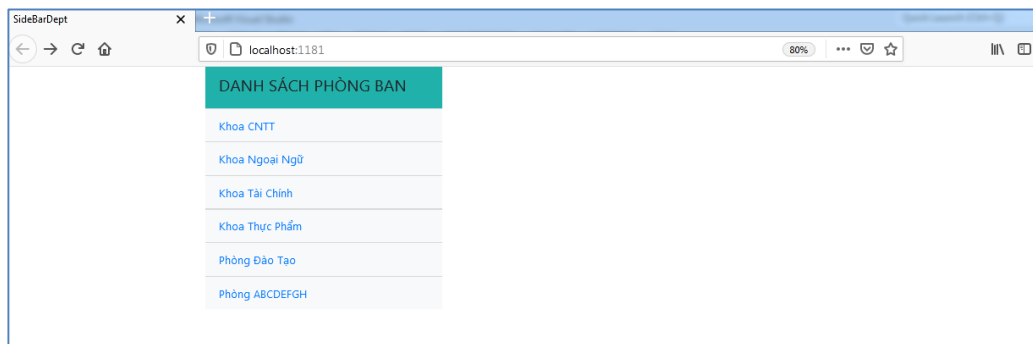 SideBarDept
localhost:1181
80%
DANH SÁCH PHÒNG BAN
Khoa CNTT
Khoa Ngoại Ngữ
Khoa Tài Chính
Khoa Thực Phẩm
Phòng Đào Tạo
Phòng ABCDEFGH